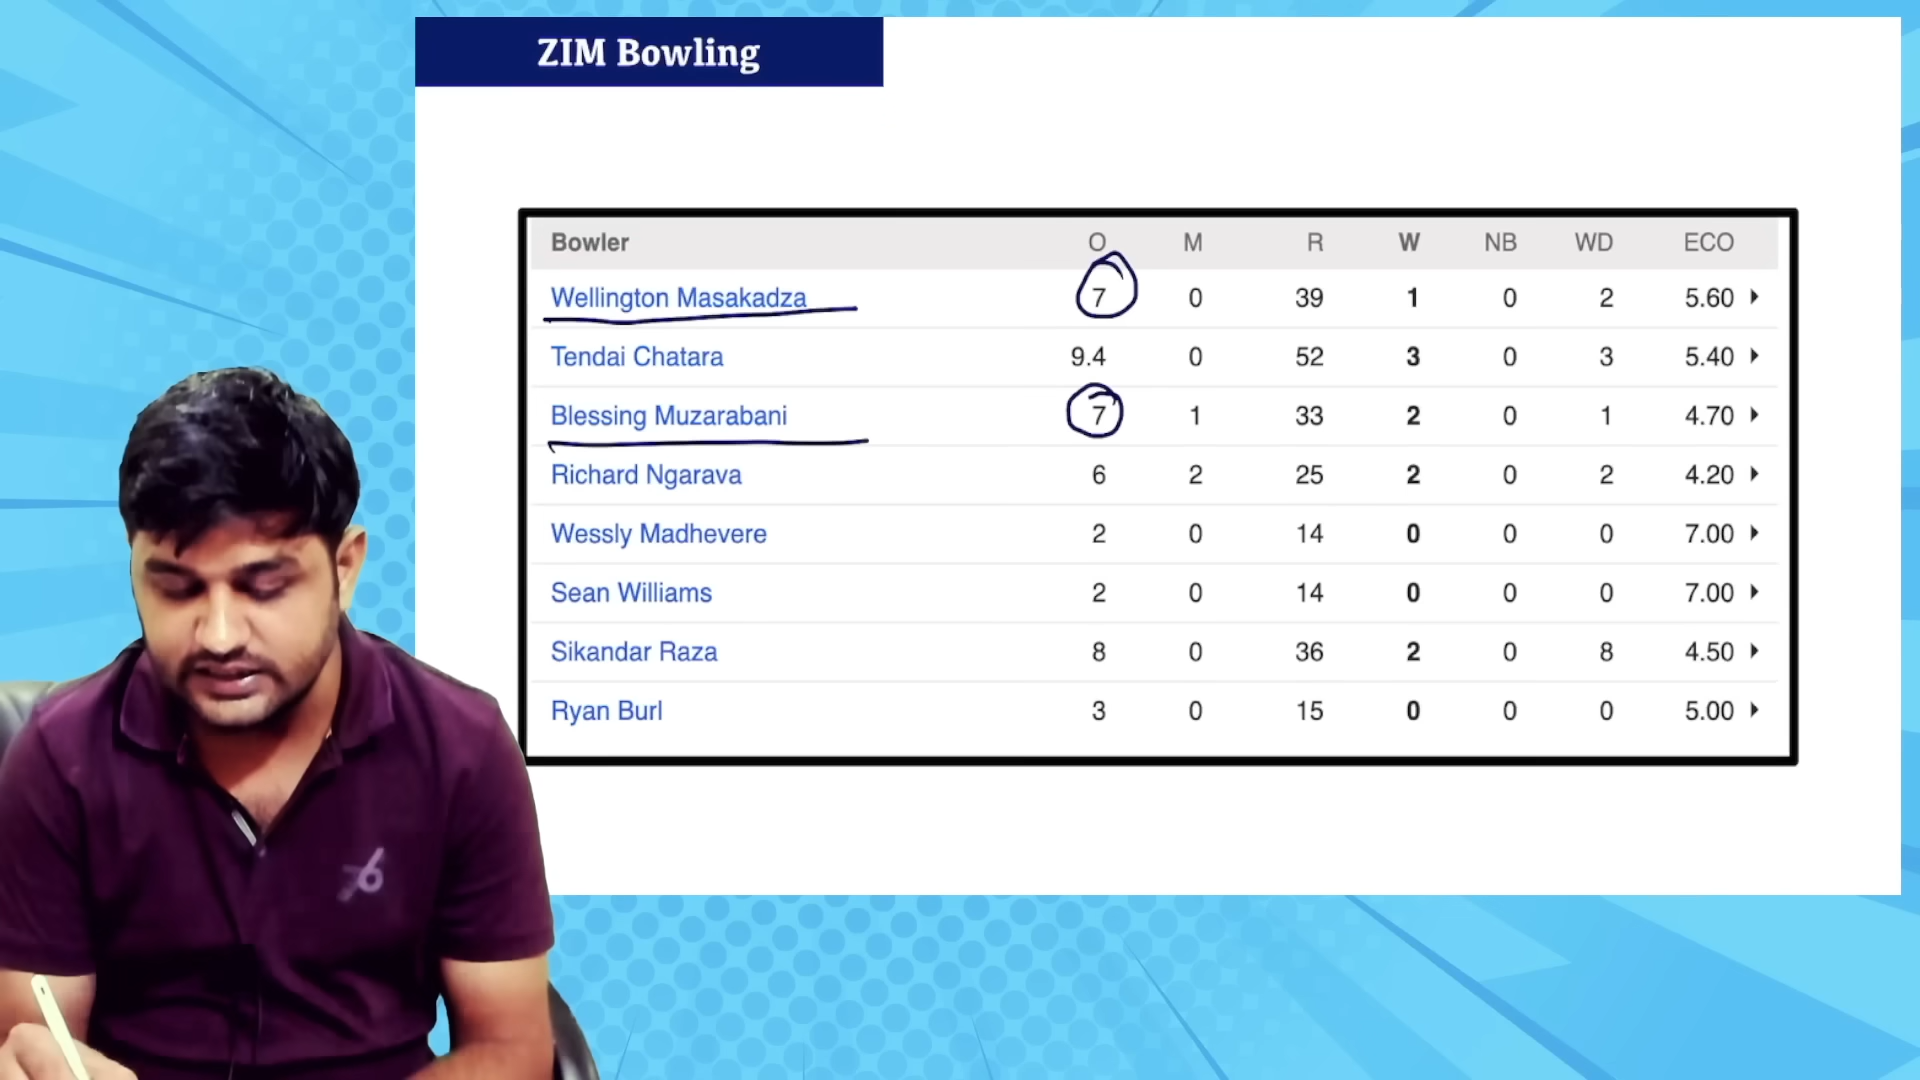 ZIM Bowling
Bowler O M R W NB WD ECO
Wellington Masakadza 7 0 39 1 0 2 5.60
Tendai Chatara 9.4 0 52 3 0 3 5.40
Blessing Muzarabani 7 1 33 2 0 1 4.70
Richard Ngarava 6 2 25 2 0 2 4.20
Wessly Madhevere 2 0 14 0 0 0 7.00
Sean Williams 2 0 14 0 0 0 7.00
Sikandar Raza 8 0 36 2 0 8 4.50
Ryan Burl 3 0 15 0 0 0 5.00